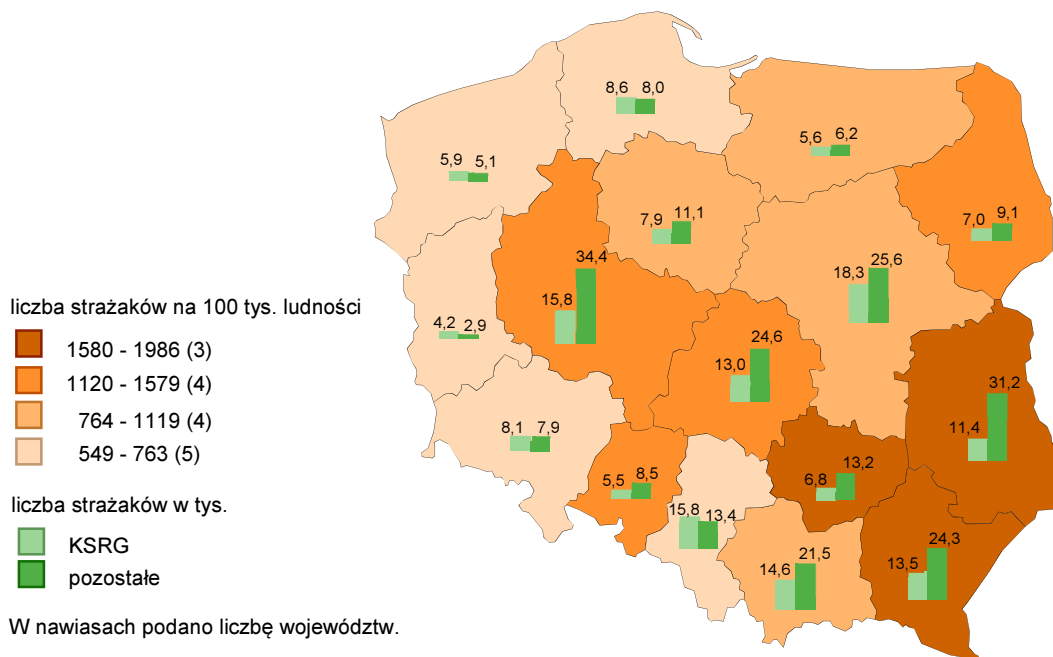 8,6 8,0
5,6 6,2
5,9 5,1
7,9 11,1
7,0 9,1
34,4
15,8
18,3 25,6
4,2 2,9
13,0 24,6
11,4 31,2
8,1 7,9
5,5 8,5
6,8 13,2
15,8 13,4
14,6 21,5
13,5 24,3
liczba strażaków na 100 tys. ludności
1580 - 1986 (3)
1120 - 1579 (4)
764 - 1119 (4)
549 - 763 (5)
liczba strażaków w tys.
KSRG
pozostałe
W nawiasach podano liczbę województw.